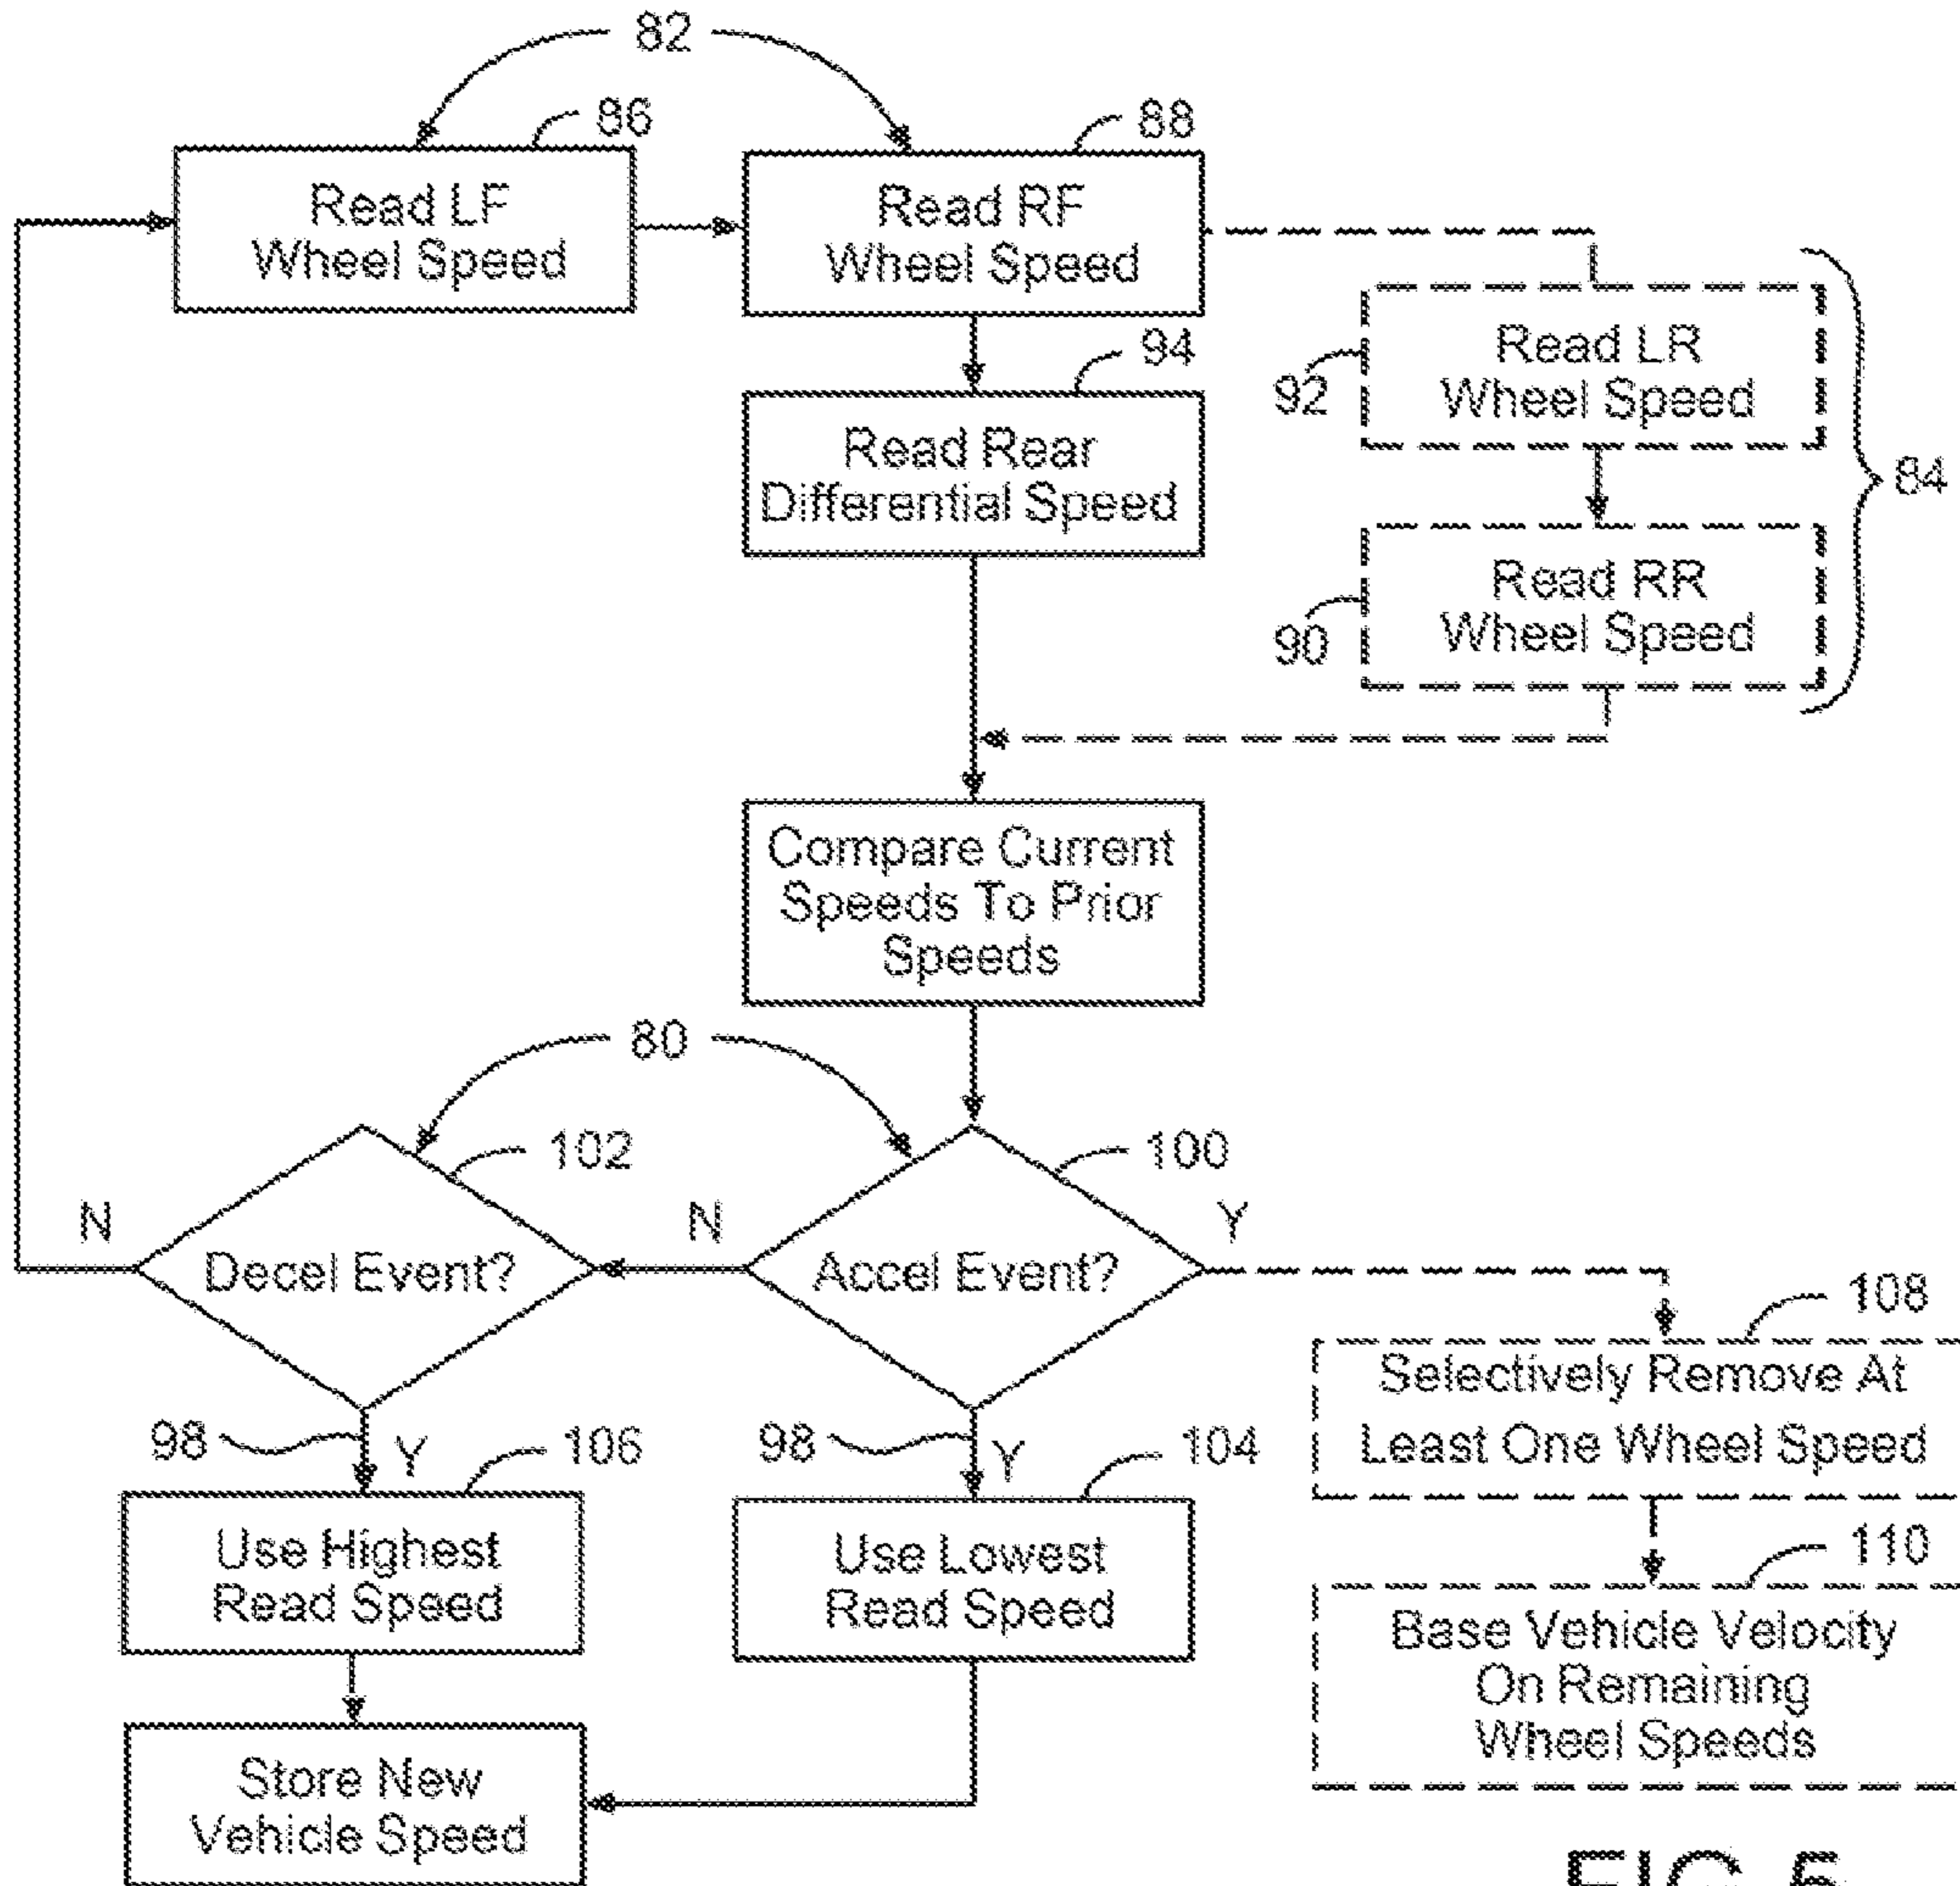 82
86
88
Read LF
Wheel Speed
Read RF
Wheel Speed
94
92
Read LR
Wheel Speed
84
Read Rear
Differential Speed
90
Read RR
Wheel Speed
Compare Current
Speeds To Prior
Speeds
80
102
100
N
Decel Event?
N
Accel Event?
Y
108
Selectively Remove At
Least One Wheel Speed
98
Y
106
98
Y
104
110
Use Highest
Read Speed
Use Lowest
Read Speed
Base Vehicle Velocity
On Remaining
Wheel Speeds
Store New
Vehicle Speed
FIG 5